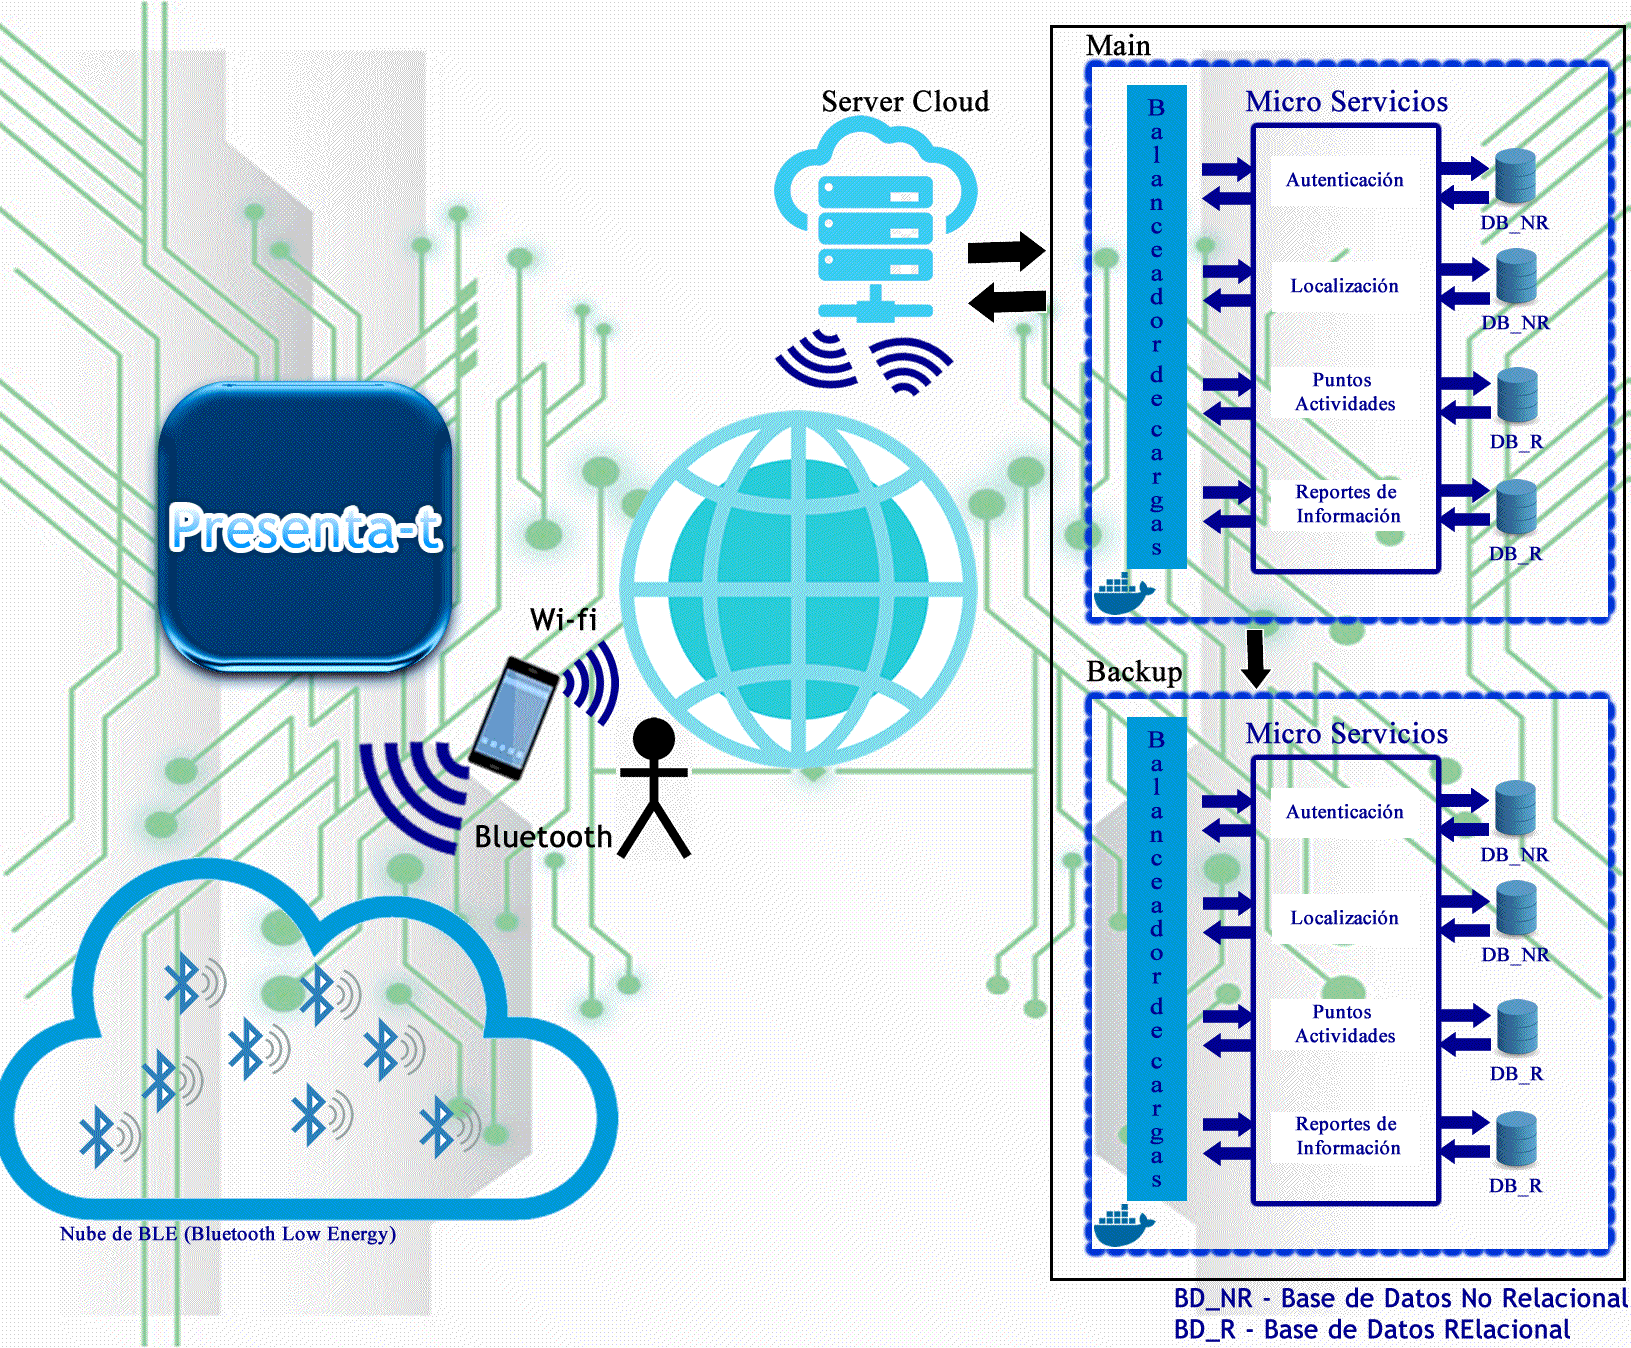 Server Cloud
Presenta-t
Wi-fi
Bluetooth
Nube de BLE (Bluetooth Low Energy)
Main
Balanceador de cargas
Micro Servicios
Autenticación
DB_NR
Localización
DB_NR
Puntos
Actividades
DB_R
Reportes de
Información
DB_R
Backup
Balanceador de cargas
Micro Servicios
Autenticación
DB_NR
Localización
DB_NR
Puntos
Actividades
DB_R
Reportes de
Información
DB_R
BD_NR - Base de Datos No Relacional
BD_R - Base de Datos RElacional